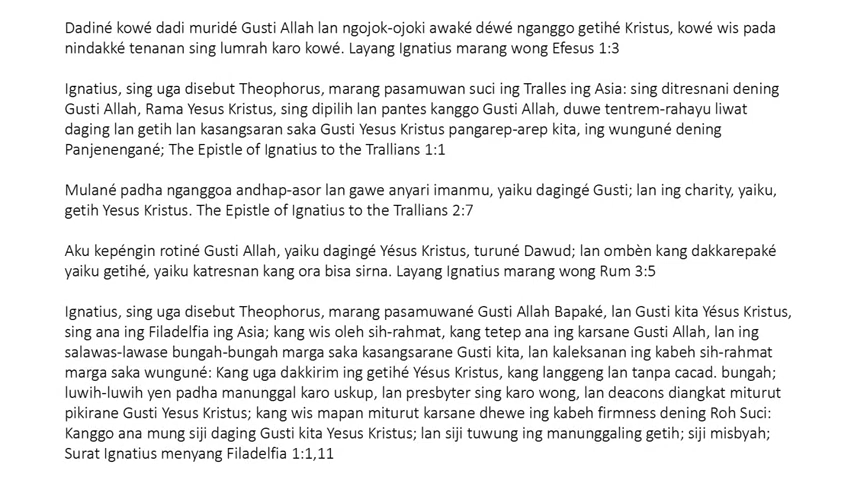 Dadiné kowé dadi muridé Gusti Allah lan ngojok-ojoki awaké déwé nganggo getihé Kristus, kowé wis pada
nindakké tenanan sing lumrah karo kowé. Layang Ignatius marang wong Efesus 1:3
Ignatius, sing uga disebut Theophorus, marang pasamuwan suci ing Tralles ing Asia: sing ditresnani dening
Gusti Allah, Rama Yesus Kristus, sing dipilih lan pantes kanggo Gusti Allah, duwe tentrem-rahayu liwat
daging lan getih lan kasangsaran saka Gusti Yesus Kristus pangarep-arep kita, ing wunguné dening
Panjenengané; The Epistle of Ignatius to the Trallians 1:1
Mulané padha nganggoa andhap-asor lan gawe anyari imanmu, yaiku dagingé Gusti; lan ing charity, yaiku,
getih Yesus Kristus. The Epistle of Ignatius to the Trallians 2:7
Aku kepéngin rotiné Gusti Allah, yaiku dagingé Yésus Kristus, turuné Dawud; lan ombèn kang dakkarepaké
yaiku getihé, yaiku katresnan kang ora bisa sirna. Layang Ignatius marang wong Rum 3:5
Ignatius, sing uga disebut Theophorus, marang pasamuwané Gusti Allah Bapaké, lan Gusti kita Yésus Kristus,
sing ana ing Filadelfia ing Asia; kang wis oleh sih-rahmat, kang tetep ana ing karsane Gusti Allah, lan ing
salawas-lawase bungah-bungah marga saka kasangsarane Gusti kita, lan kaleksanan ing kabeh sih-rahmat
marga saka wunguné: Kang uga dakkirim ing getihé Yésus Kristus, kang langgeng lan tanpa cacad. bungah;
luwih-luwih yen padha manunggal karo uskup, lan presbyter sing karo wong, lan deacons diangkat miturut
pikirane Gusti Yesus Kristus; kang wis mapan miturut karsane dhewe ing kabeh firmness dening Roh Suci:
Kanggo ana mung siji daging Gusti kita Yesus Kristus; lan siji tuwung ing manunggaling getih; siji misbyah;
Surat Ignatius menyang Filadelfia 1:1,11